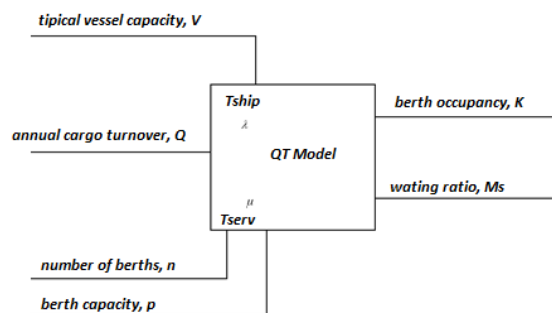 tipical vessel capacity, V
Tship
berth occupancy, K
λ
annual cargo turnover, Q
QT Model
wating ratio, Ms
μ
Tserv
number of berths, n
berth capacity, p